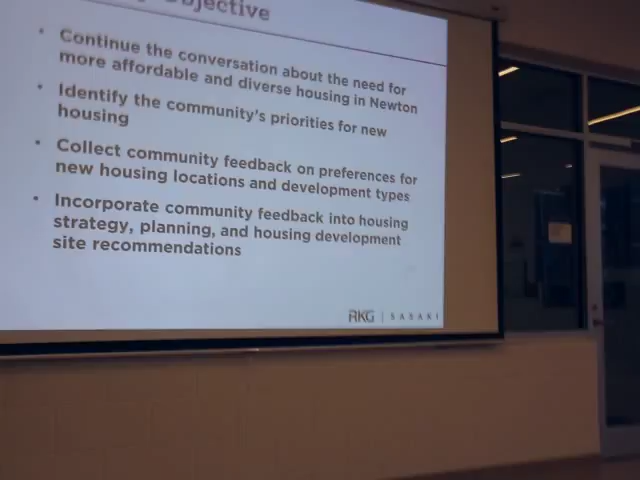 Objective
• Continue the conversation about the need for
more affordable and diverse housing in Newton
• Identify the community's priorities for new
housing
• Collect community feedback on preferences for
new housing locations and development types
• Incorporate community feedback into housing
strategy, planning, and housing development
site recommendations
RKG | SASAKI